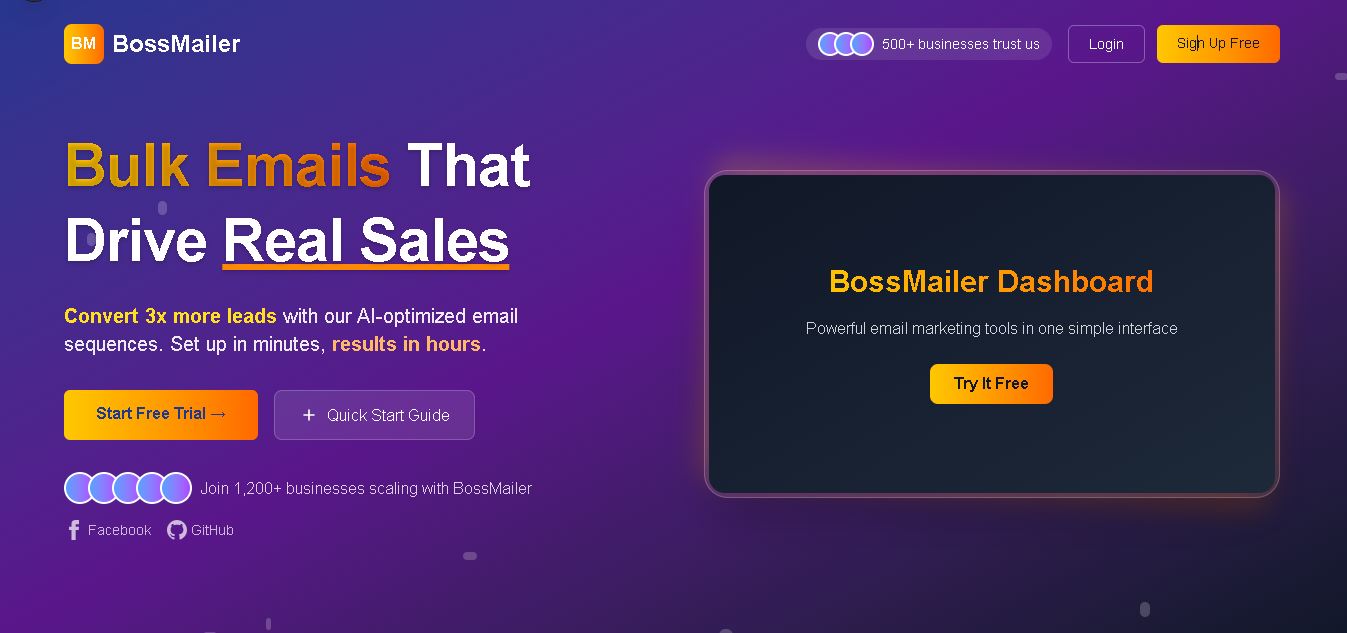 BM BossMailer
500+ businesses trust us
Login
Sign Up Free
Bulk Emails That
Drive Real Sales
Convert 3x more leads with our AI-optimized email
sequences. Set up in minutes, results in hours.
Start Free Trial →
+ Quick Start Guide
Join 1,200+ businesses scaling with BossMailer
Facebook
GitHub
BossMailer Dashboard
Powerful email marketing tools in one simple interface
Try It Free